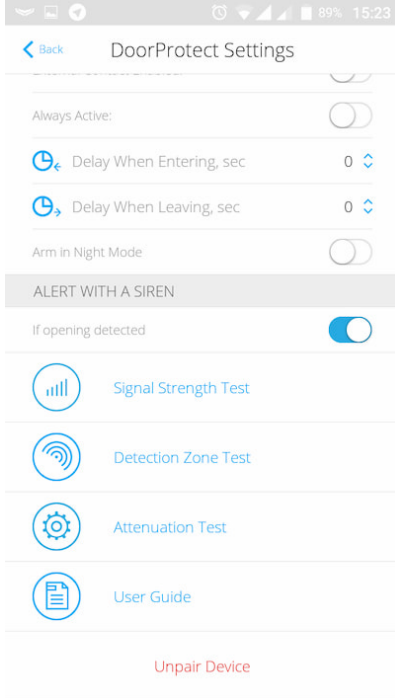 89% 15:23
Back DoorProtect Settings
Always Active:
Delay When Entering, sec 0
Delay When Leaving, sec 0
Arm in Night Mode
ALERT WITH A SIREN
If opening detected
Signal Strength Test
Detection Zone Test
Attenuation Test
User Guide
Unpair Device